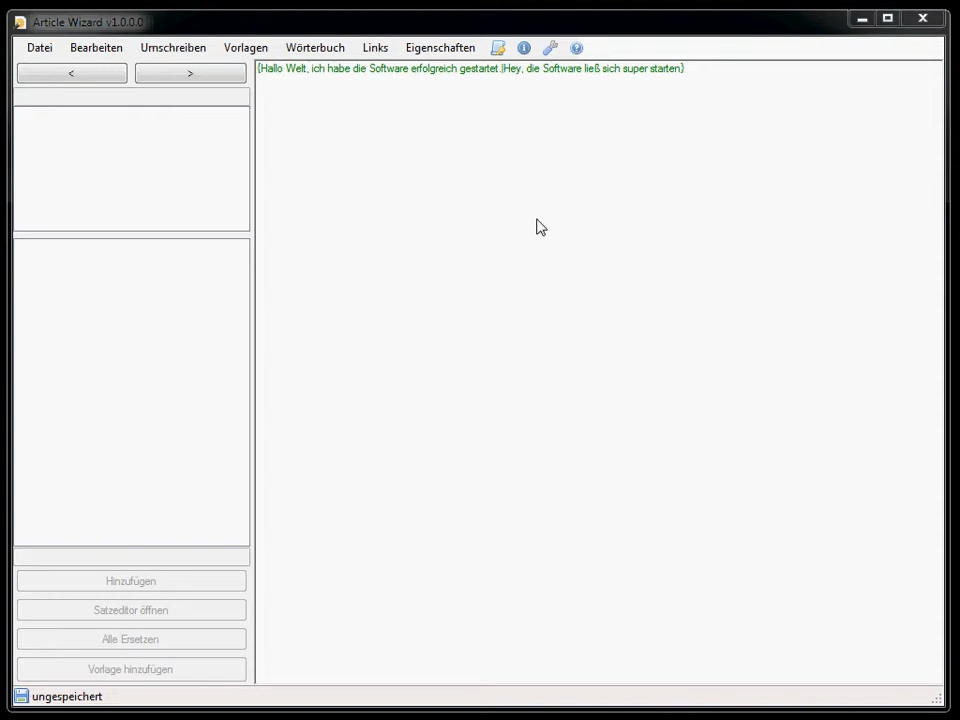 Article Wizard v1.0.0.0
Datei Bearbeiten Umschreiben Vorlagen Wörterbuch Links Eigenschaften
< >
{Hallo Welt, ich habe die Software erfolgreich gestartet.|Hey, die Software ließ sich super starten}
Hinzufügen
Satzeditor öffnen
Alle Ersetzen
Vorlage hinzufügen
ungespeichert